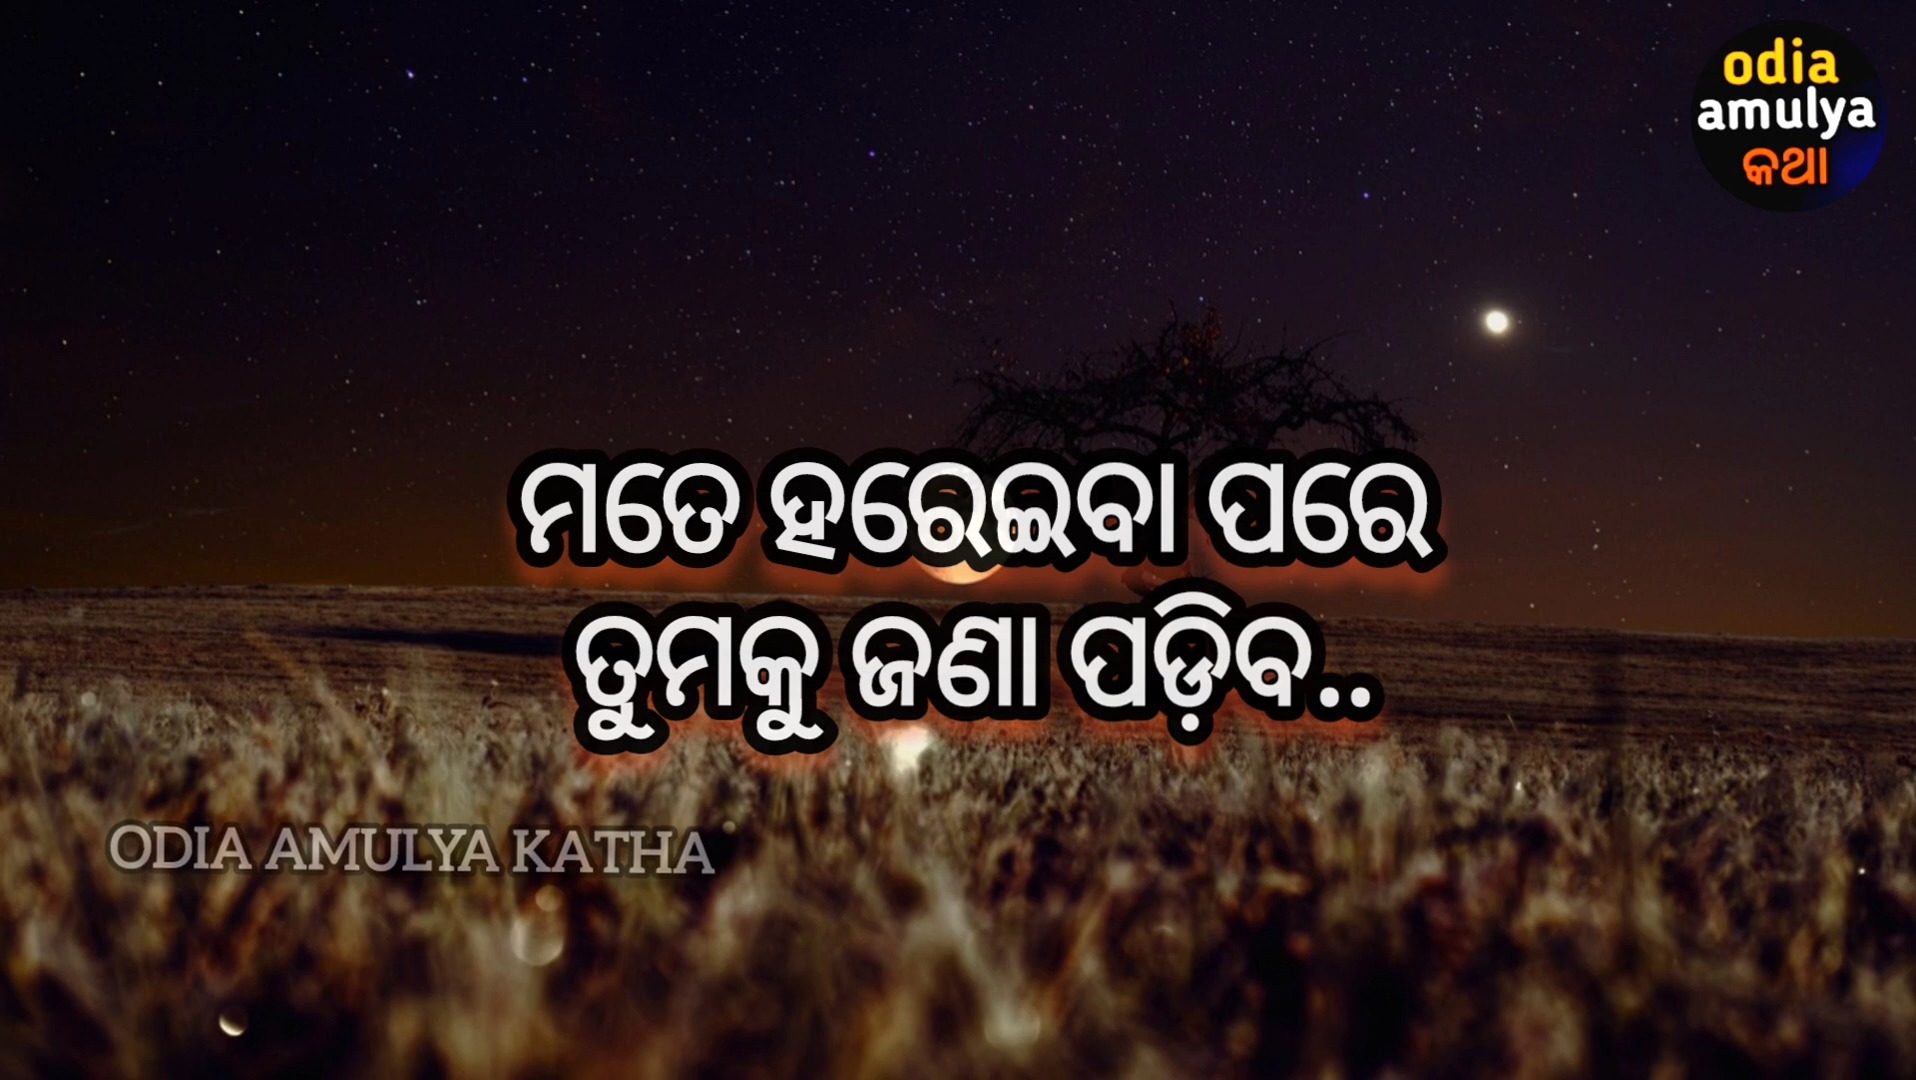 odia
amulya
କଥା
ମତେ ହରେଇବା ପରେ
ତୁମକୁ ଜଣା ପଡ଼ିବ..
ODIA AMULYA KATHA